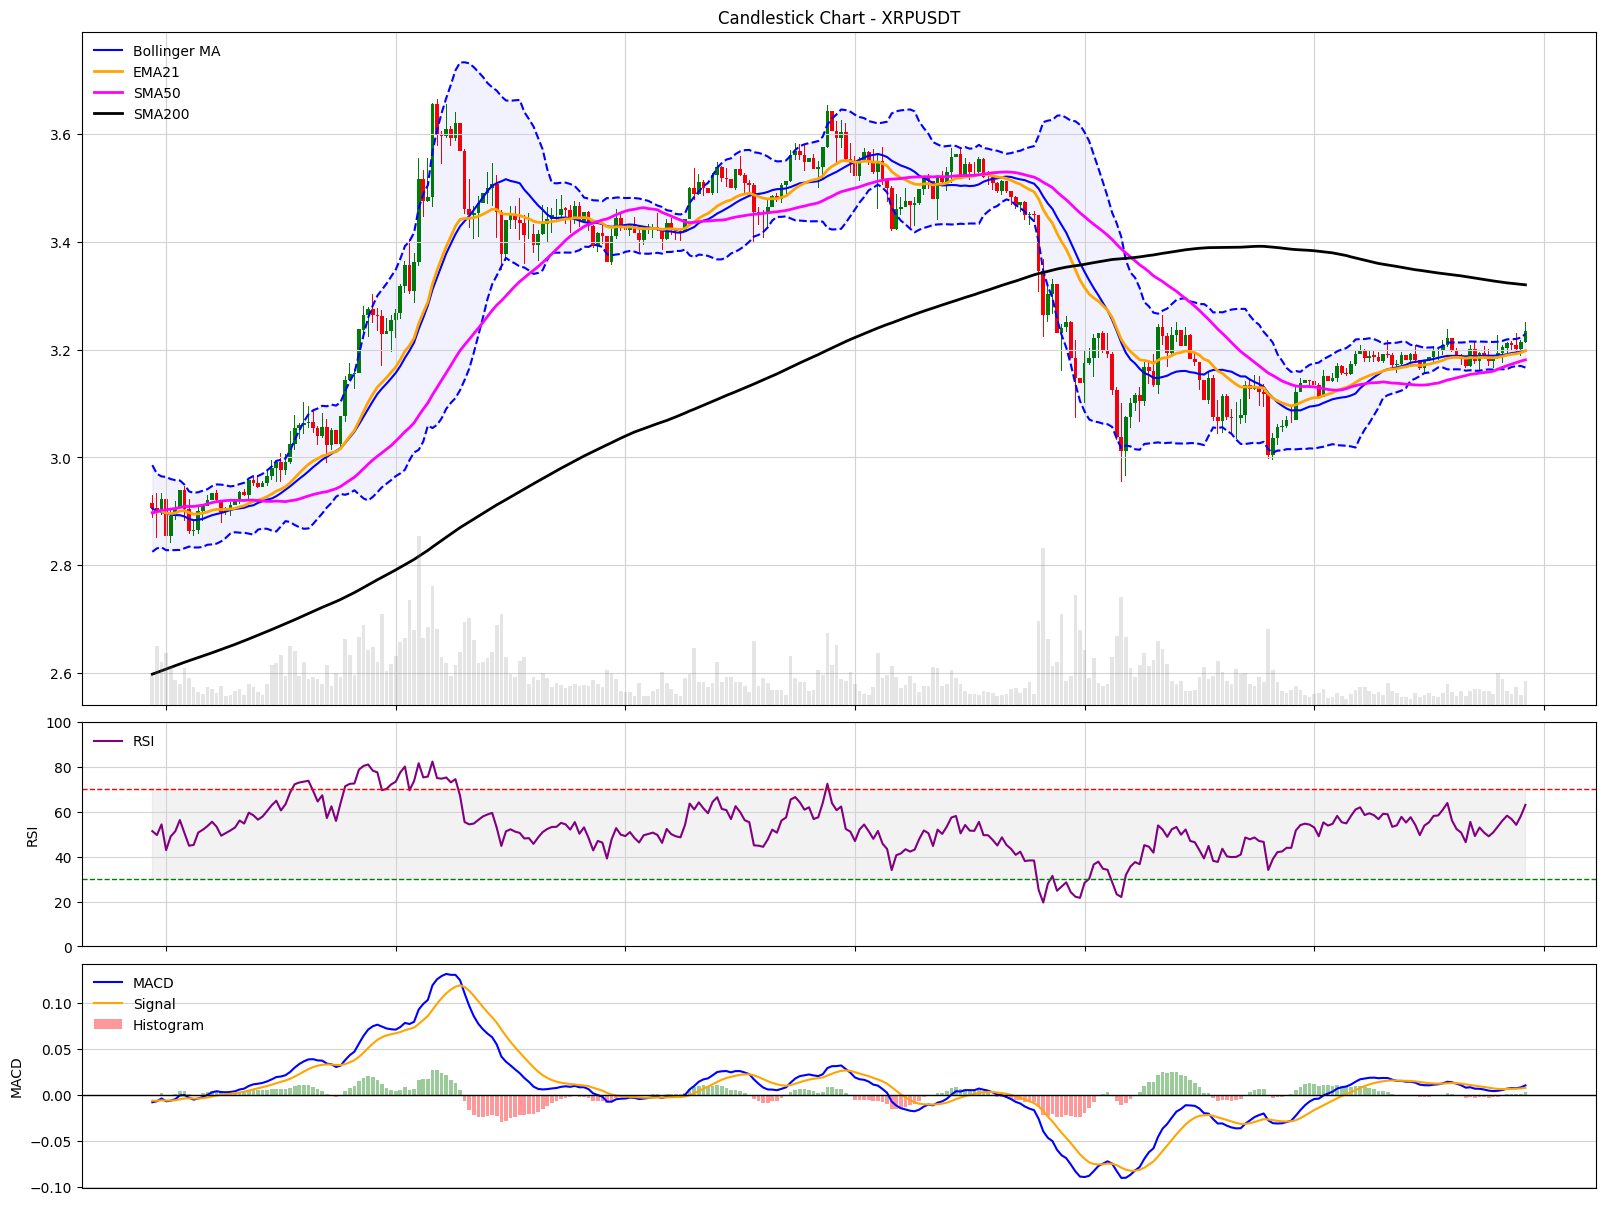 Candlestick Chart - XRPUSDT
Bollinger MA
EMA21
SMA50
SMA200
3.6
3.4
3.2
3.0
2.8
2.6
RSI
100
80
60
40
20
0
RSI
MACD
Signal
Histogram
0.10
0.05
0.00
−0.05
−0.10
MACD